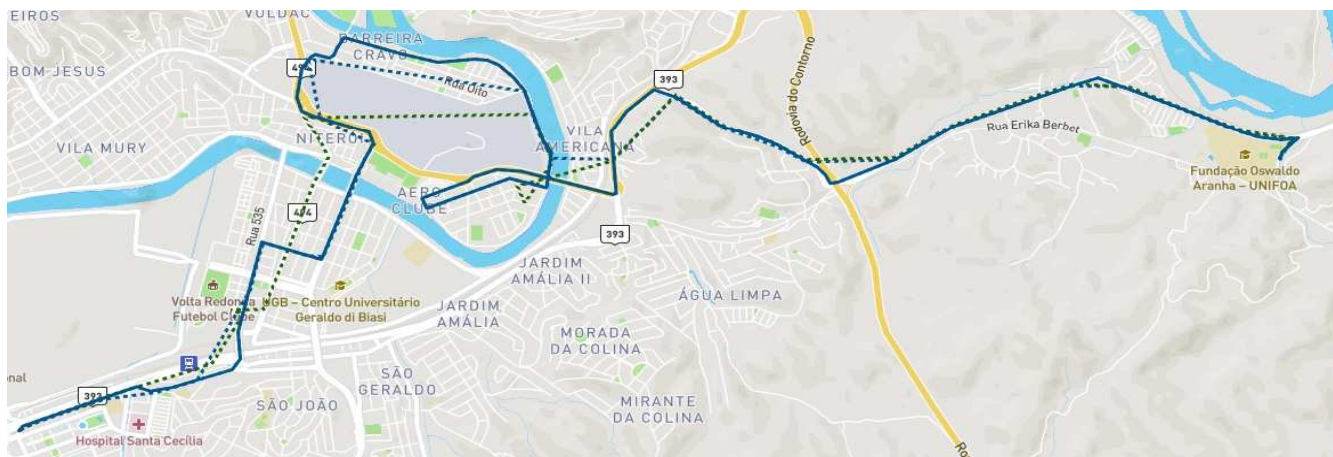 EIROS
VOLDAC
BOM JESUS
BARREIRA
CRAVO
Rua Oito
393
Rodovia do Contorno
VILA MURY
NITERÓI
VILA
AMERICANA
Rua Erika Berbet
Fundação Oswaldo
Aranha – UNIFOA
AERO
CLUBE
Rua 535
494
393
JARDIM
AMÁLIA II
ÁGUA LIMPA
Volta Redonda
Futebol Clube
UGB – Centro Universitário
Geraldo di Biasi
JARDIM
AMÁLIA
MORADA
DA COLINA
onal
SÃO
GERALDO
393
SÃO JOÃO
MIRANTE
DA COLINA
Hospital Santa Cecília